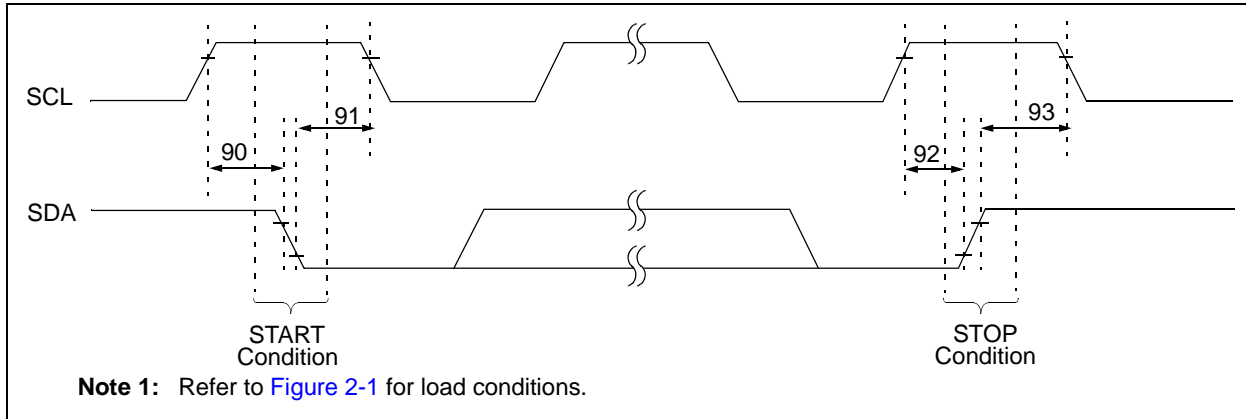 SCL
91
93
90
92
SDA
START
Condition
STOP
Condition
Note 1: Refer to Figure 2-1 for load conditions.